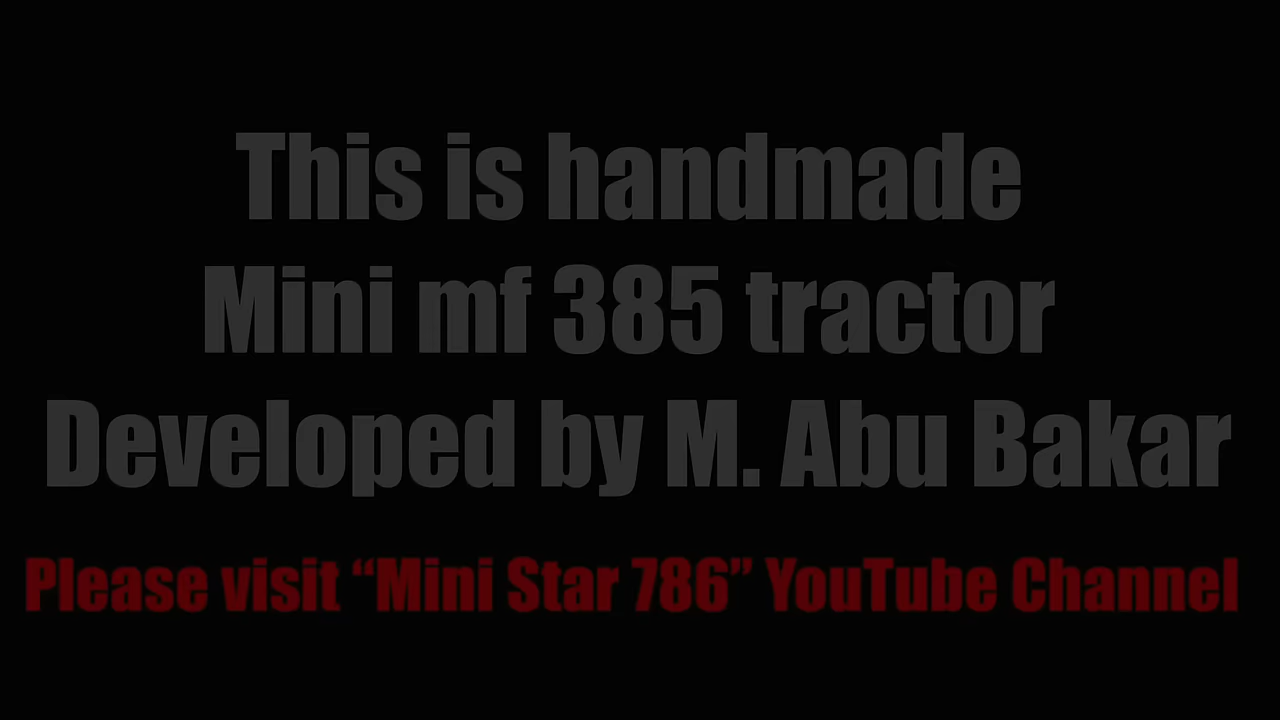 This is handmade
Mini mf 385 tractor
Developed by M. Abu Bakar
Please visit “Mini Star 786” YouTube Channel